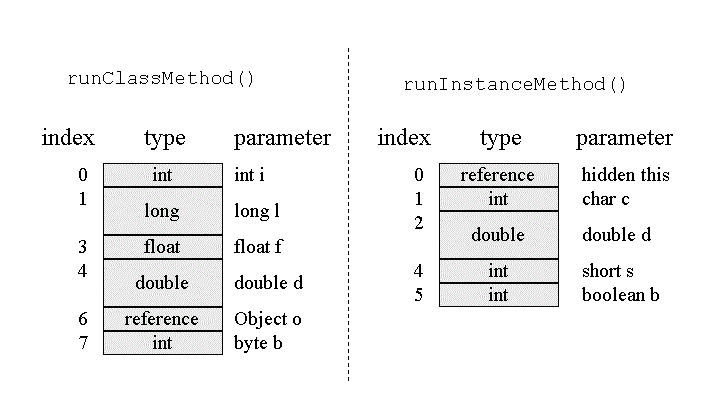 runClassMethod()
index type parameter
0 int int i
1 long long l
3 float float f
4 double double d
6 reference Object o
7 int byte b
runInstanceMethod()
index type parameter
0 reference hidden this
1 int char c
2 double double d
4 int short s
5 int boolean b